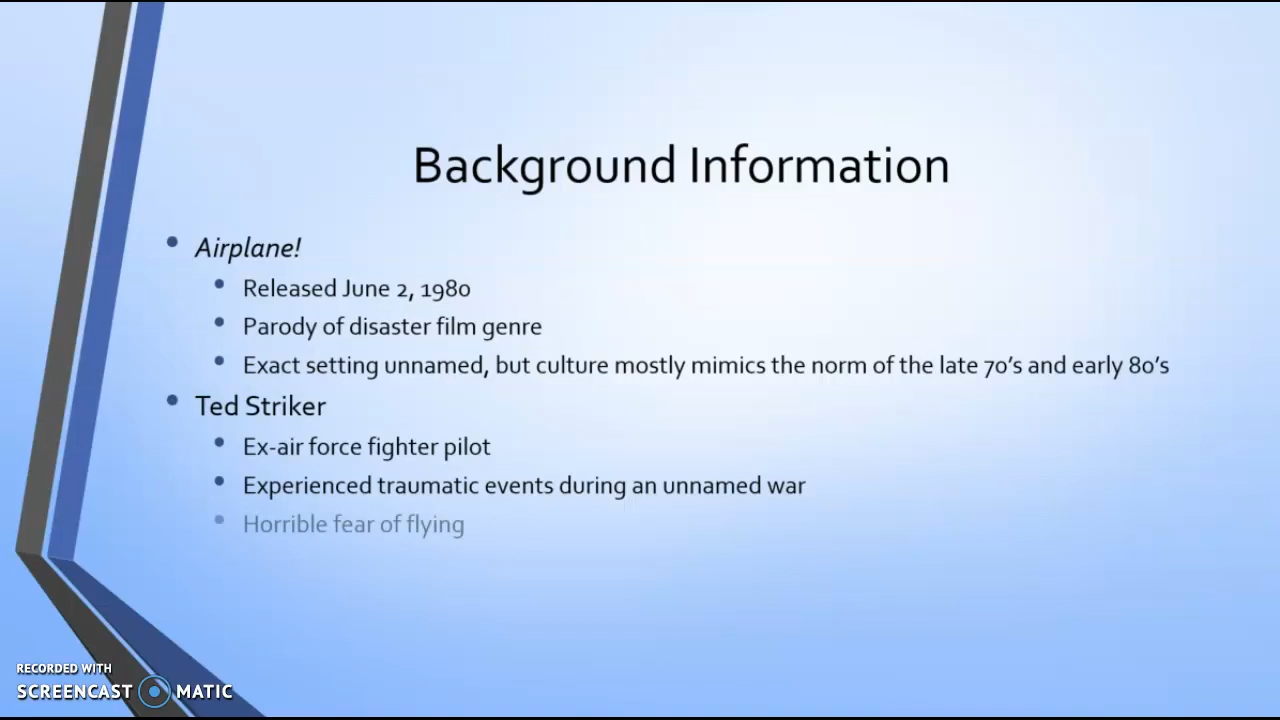 Background Information
• Airplane!
• Released June 2, 1980
• Parody of disaster film genre
• Exact setting unnamed, but culture mostly mimics the norm of the late 70's and early 80's
• Ted Striker
• Ex-air force fighter pilot
• Experienced traumatic events during an unnamed war
• Horrible fear of flying
RECORDED WITH
SCREENCAST MATIC